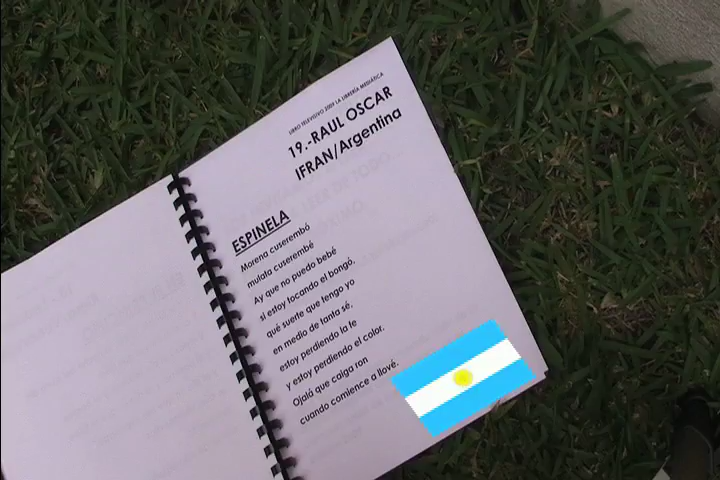 LIBRO TELEVISIVO 2009 LA LIBRERÍA MEDIÁTICA
19.-RAUL OSCAR
IFRAN/Argentina
ESPINELA
Morena cuserembó
mulata cuserembé
Ay que no puedo bebé
si estoy tocando el bongó,
qué suerte que tengo yo
en medio de tanta sé.
estoy perdiendo la fe
y estoy perdiendo el color.
Ojalá que caiga ron
cuando comience a llové.